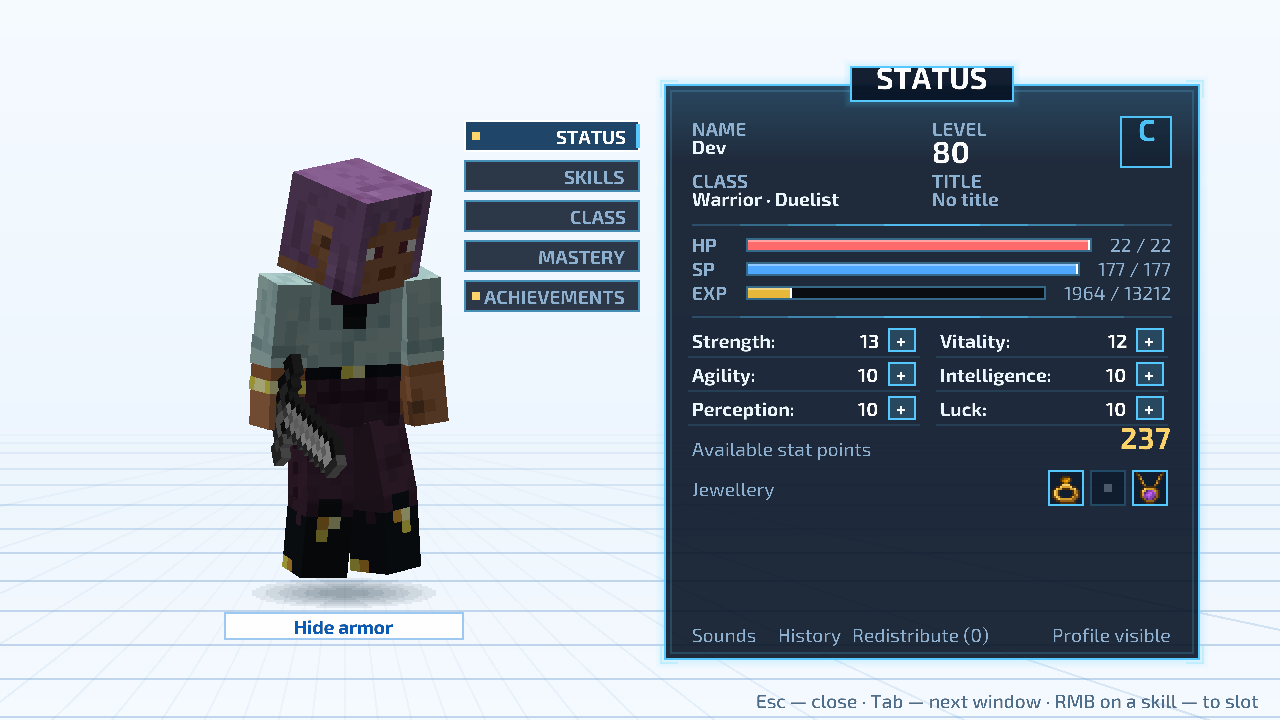 STATUS
STATUS
SKILLS
CLASS
MASTERY
ACHIEVEMENTS
NAME
Dev
LEVEL
80
C
CLASS
Warrior · Duelist
TITLE
No title
HP 22 / 22
SP 177 / 177
EXP 1964 / 13212
Strength: 13 + Vitality: 12 +
Agility: 10 + Intelligence: 10 +
Perception: 10 + Luck: 10 +
Available stat points 237
Jewellery
Sounds History Redistribute (0) Profile visible
Hide armor
Esc — close · Tab — next window · RMB on a skill — to slot